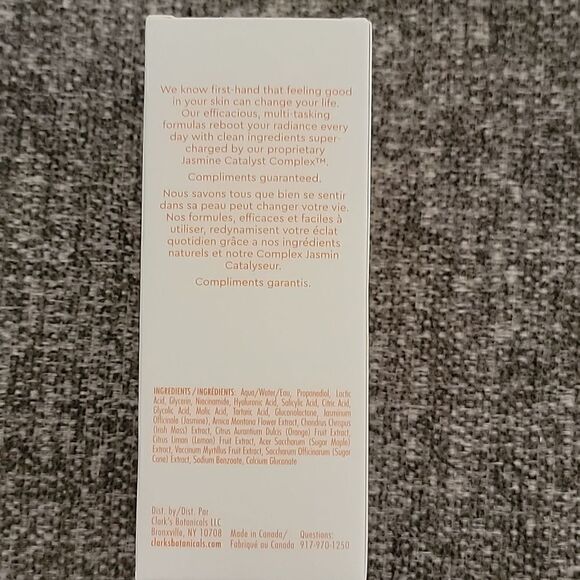 We know first-hand that feeling good
in your skin can change your life.
Our efficacious, multi-tasking
formulas reboot your radiance every
day with clean ingredients super-
charged by our proprietary
Jasmine Catalyst Complex™.
Compliments guaranteed.
Nous savons tous que bien se sentir
dans sa peau peut changer votre vie.
Nos formules, efficaces et faciles à
utiliser, redynamisent votre éclat
quotidien grâce a nos ingrédients
naturels et notre Complex Jasmin
Catalyseur.
Compliments garantis.
INGREDIENTS/INGRÉDIENTS: Aqua/Water/Eau, Propanediol, Lactic
Acid, Glycerin, Niacinamide, Hyaluronic Acid, Salicylic Acid, Citric Acid,
Glycolic Acid, Malic Acid, Tartaric Acid, Gluconolactone, Jasminum
Officinale (Jasmine), Arnica Montana Flower Extract, Chondrus Chrispus
(Irish Moss) Extract, Citrus Aurantium Dulcis (Orange) Fruit Extract,
Citrus Limon (Lemon) Fruit Extract, Acer Saccharum (Sugar Maple)
Extract, Vaccinum Myrtillus Fruit Extract, Saccharum Officinarum (Sugar
Cane) Extract, Sodium Benzoate, Calcium Gluconate
Dist. by/Dist. Par
Clark's Botanicals LLC
Bronxville, NY 10708
clarksbotanicals.com
Made in Canada/
Fabriqué au Canada
Questions:
917-970-1250